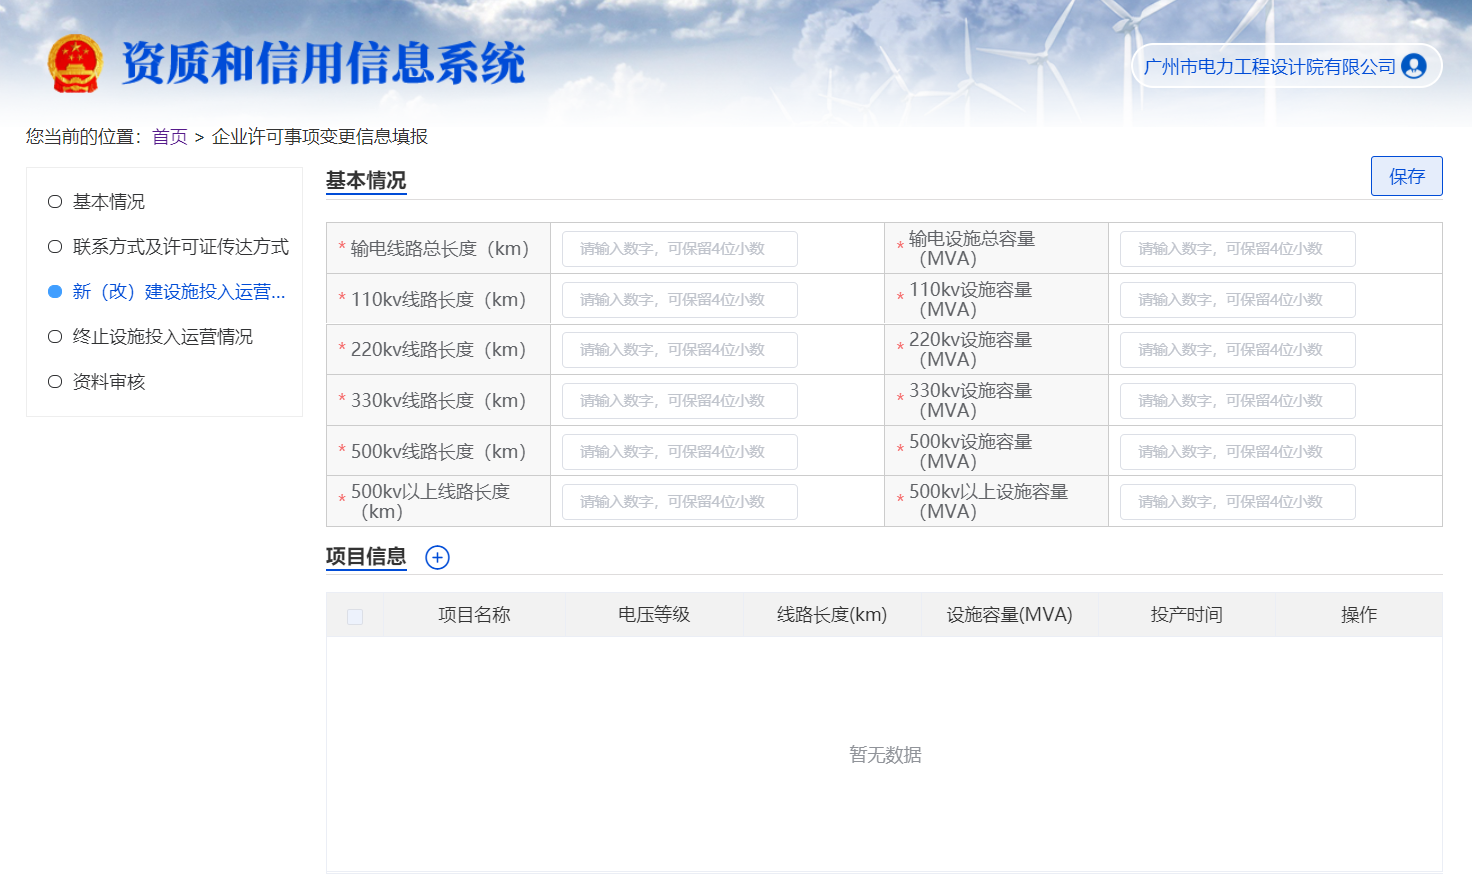 资质和信用信息系统
广州市电力工程设计院有限公司
您当前的位置：首页 > 企业许可事项变更信息填报
基本情况
联系方式及许可证传达方式
新（改）建设施投入运营...
终止设施投入运营情况
资料审核
基本情况
保存
* 输电线路总长度（km） 请输入数字，可保留4位小数
* 输电设施总容量
（MVA） 请输入数字，可保留4位小数
* 110kv线路长度（km） 请输入数字，可保留4位小数
* 110kv设施容量
（MVA） 请输入数字，可保留4位小数
* 220kv线路长度（km） 请输入数字，可保留4位小数
* 220kv设施容量
（MVA） 请输入数字，可保留4位小数
* 330kv线路长度（km） 请输入数字，可保留4位小数
* 330kv设施容量
（MVA） 请输入数字，可保留4位小数
* 500kv线路长度（km） 请输入数字，可保留4位小数
* 500kv设施容量
（MVA） 请输入数字，可保留4位小数
* 500kv以上线路长度
（km） 请输入数字，可保留4位小数
* 500kv以上设施容量
（MVA） 请输入数字，可保留4位小数
项目信息
项目名称 电压等级 线路长度(km) 设施容量(MVA) 投产时间 操作
暂无数据